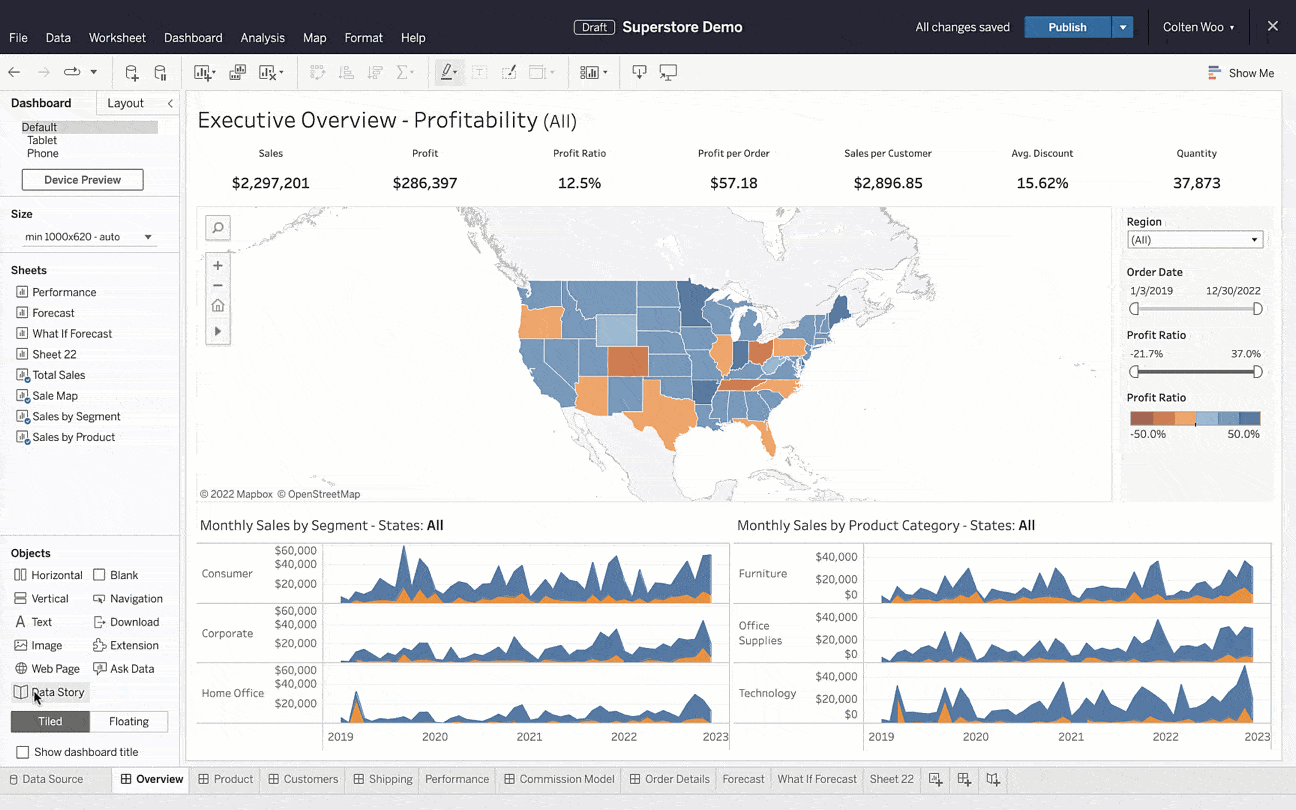 Draft Superstore Demo
All changes saved Publish Colten Woo
File Data Worksheet Dashboard Analysis Map Format Help
Show Me
Dashboard Layout
Default
Tablet
Phone
Device Preview
Size
min 1000x620 - auto
Sheets
Performance
Forecast
What If Forecast
Sheet 22
Total Sales
Sale Map
Sales by Segment
Sales by Product
Objects
Horizontal Blank
Vertical Navigation
Text Download
Image Extension
Web Page Ask Data
Data Story
Tiled Floating
Show dashboard title
Executive Overview - Profitability (All)
Sales Profit Profit Ratio Profit per Order Sales per Customer Avg. Discount Quantity
$2,297,201 $286,397 12.5% $57.18 $2,896.85 15.62% 37,873
© 2022 Mapbox © OpenStreetMap
Region
(All)
Order Date
1/3/2019 12/30/2022
Profit Ratio
-21.7% 37.0%
Profit Ratio
-50.0% 50.0%
Monthly Sales by Segment - States: All
Consumer
$60,000
$40,000
$20,000
Corporate
$60,000
$40,000
$20,000
Home Office
$60,000
$40,000
$20,000
2019 2020 2021 2022 2023
Monthly Sales by Product Category - States: All
Furniture
$40,000
$20,000
$0
Office
Supplies
$40,000
$20,000
$0
Technology
$40,000
$20,000
$0
2019 2020 2021 2022 2023
Data Source Overview Product Customers Shipping Performance Commission Model Order Details Forecast What If Forecast Sheet 22